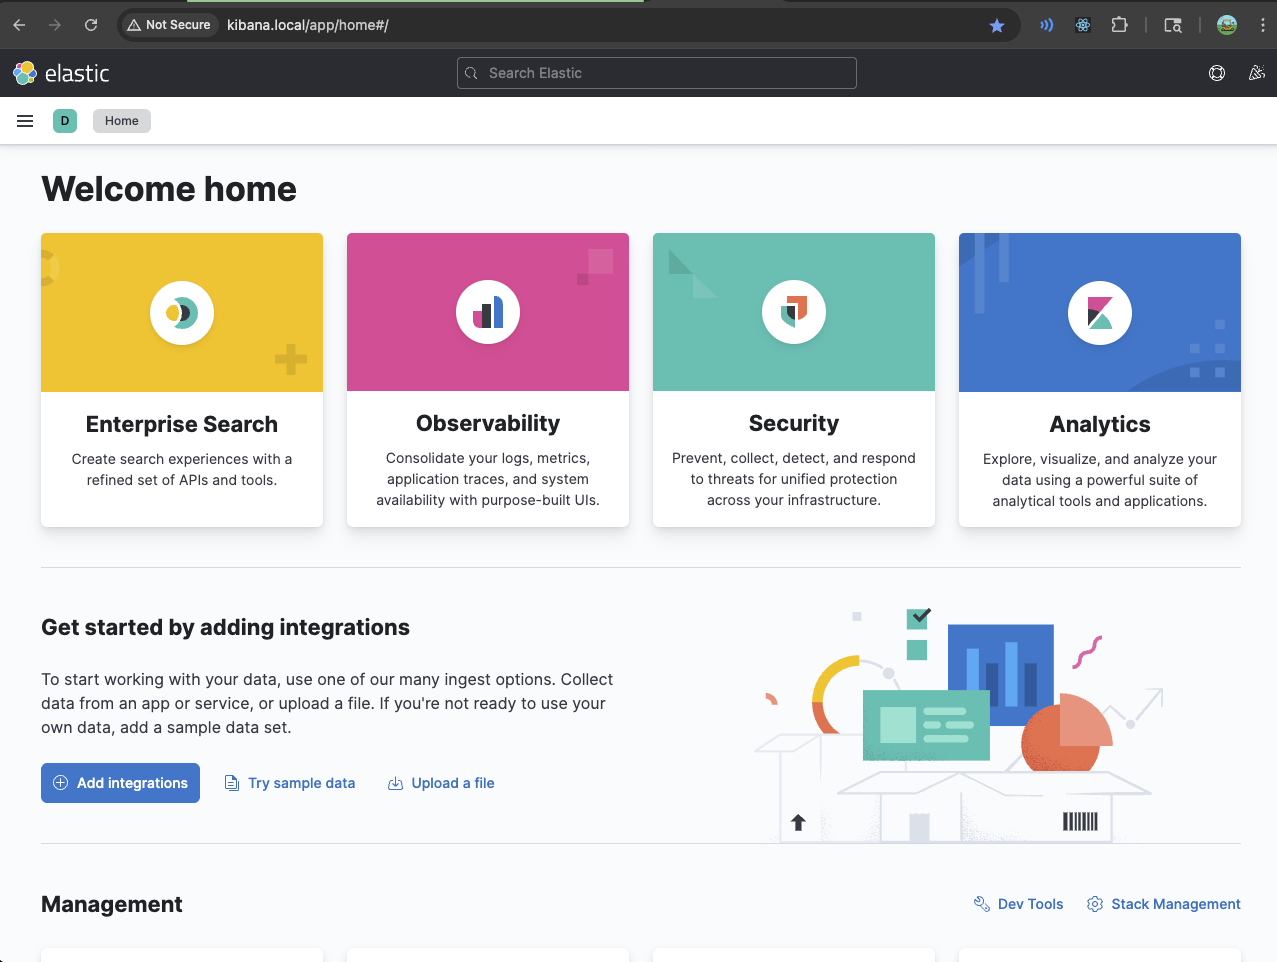 Not Secure
kibana.local/app/home#/
elastic
Search Elastic
D
Home
Welcome home
Enterprise Search
Create search experiences with a
refined set of APIs and tools.
Observability
Consolidate your logs, metrics,
application traces, and system
availability with purpose-built UIs.
Security
Prevent, collect, detect, and respond
to threats for unified protection
across your infrastructure.
Analytics
Explore, visualize, and analyze your
data using a powerful suite of
analytical tools and applications.
Get started by adding integrations
To start working with your data, use one of our many ingest options. Collect
data from an app or service, or upload a file. If you're not ready to use your
own data, add a sample data set.
Add integrations
Try sample data
Upload a file
Management
Dev Tools
Stack Management